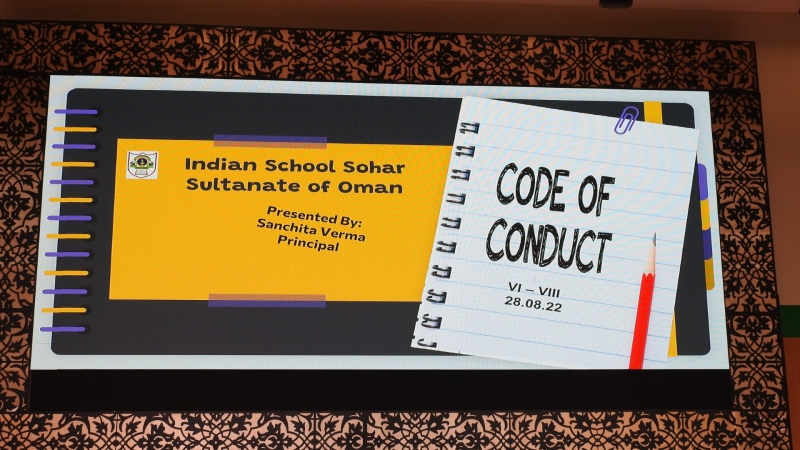 Indian School Sohar
Sultanate of Oman
Presented By:
Sanchita Verma
Principal
CODE OF
CONDUCT
VI – VIII
28.08.22